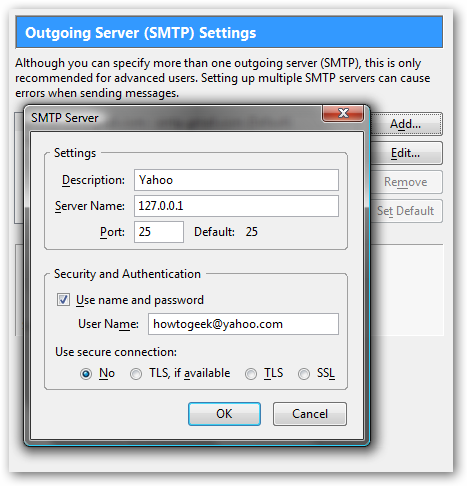 Outgoing Server (SMTP) Settings
Although you can specify more than one outgoing server (SMTP), this is only
recommended for advanced users. Setting up multiple SMTP servers can cause
errors when sending messages.
SMTP Server
Add...
Edit...
Remove
Set Default
Settings
Description: Yahoo
Server Name: 127.0.0.1
Port: 25 Default: 25
Security and Authentication
Use name and password
User Name: howtogeek@yahoo.com
Use secure connection:
No TLS, if available TLS SSL
OK Cancel